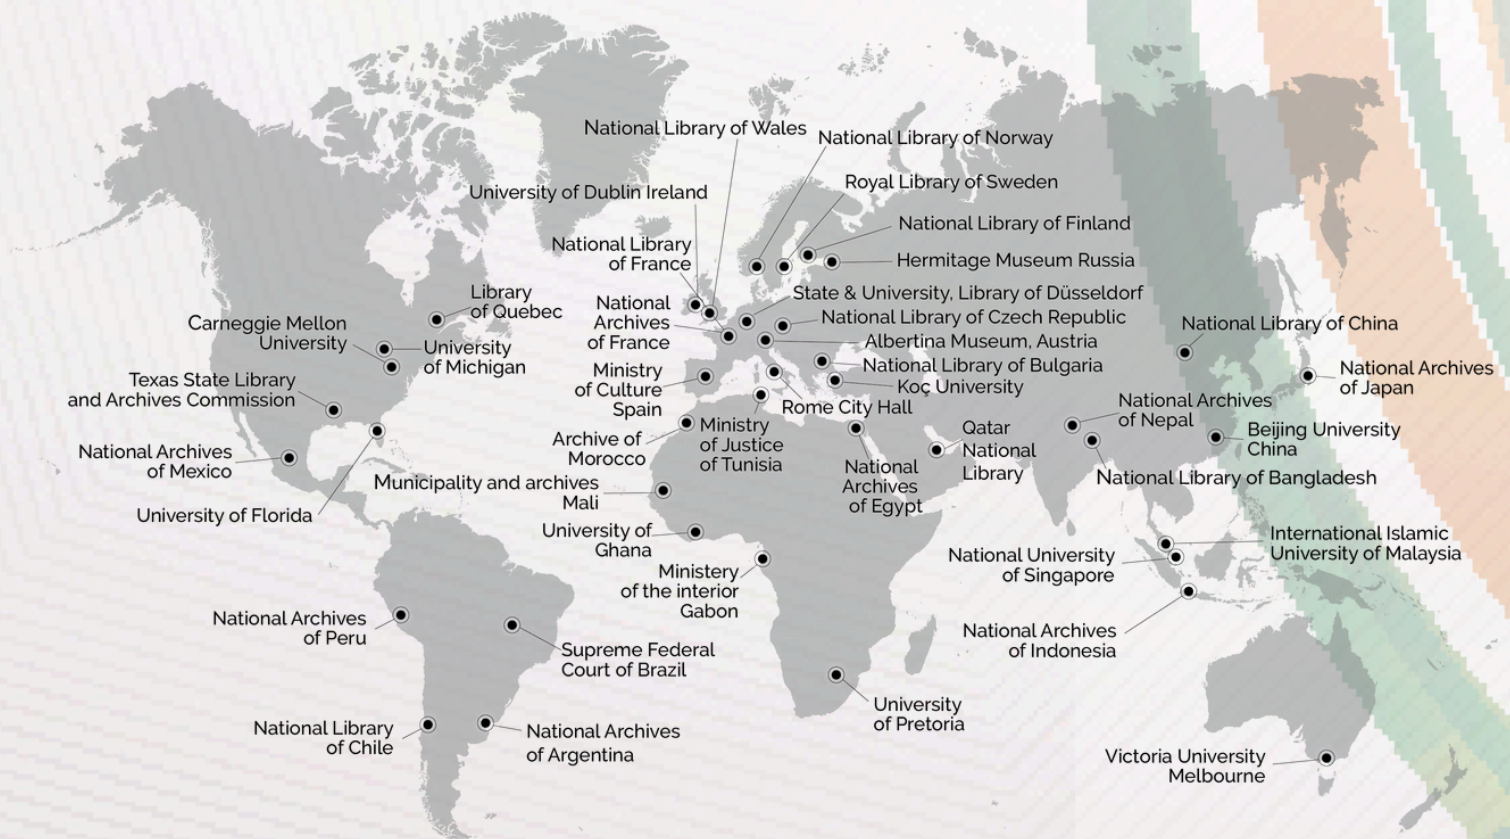 National Library of Wales
National Library of Norway
Royal Library of Sweden
University of Dublin Ireland
National Library of Finland
National Library
of France
Hermitage Museum Russia
Library
of Quebec
State & University, Library of Düsseldorf
National
Archives
of France
National Library of Czech Republic
Carneggie Mellon
University
National Library of China
University
of Michigan
Albertina Museum, Austria
National Library of Bulgaria
National Archives
of Japan
Ministry
of Culture
Spain
Koç University
Texas State Library
and Archives Commission
Rome City Hall
National Archives
of Nepal
Ministry
of Justice
of Tunisia
Qatar
National
Library
Beijing University
China
Archive of
Morocco
National Archives
of Mexico
National
Archives
of Egypt
National Library of Bangladesh
Municipality and archives
Mali
University of Florida
University of
Ghana
International Islamic
University of Malaysia
National University
of Singapore
Ministery
of the interior
Gabon
National Archives
of Peru
National Archives
of Indonesia
Supreme Federal
Court of Brazil
University
of Pretoria
National Library
of Chile
National Archives
of Argentina
Victoria University
Melbourne